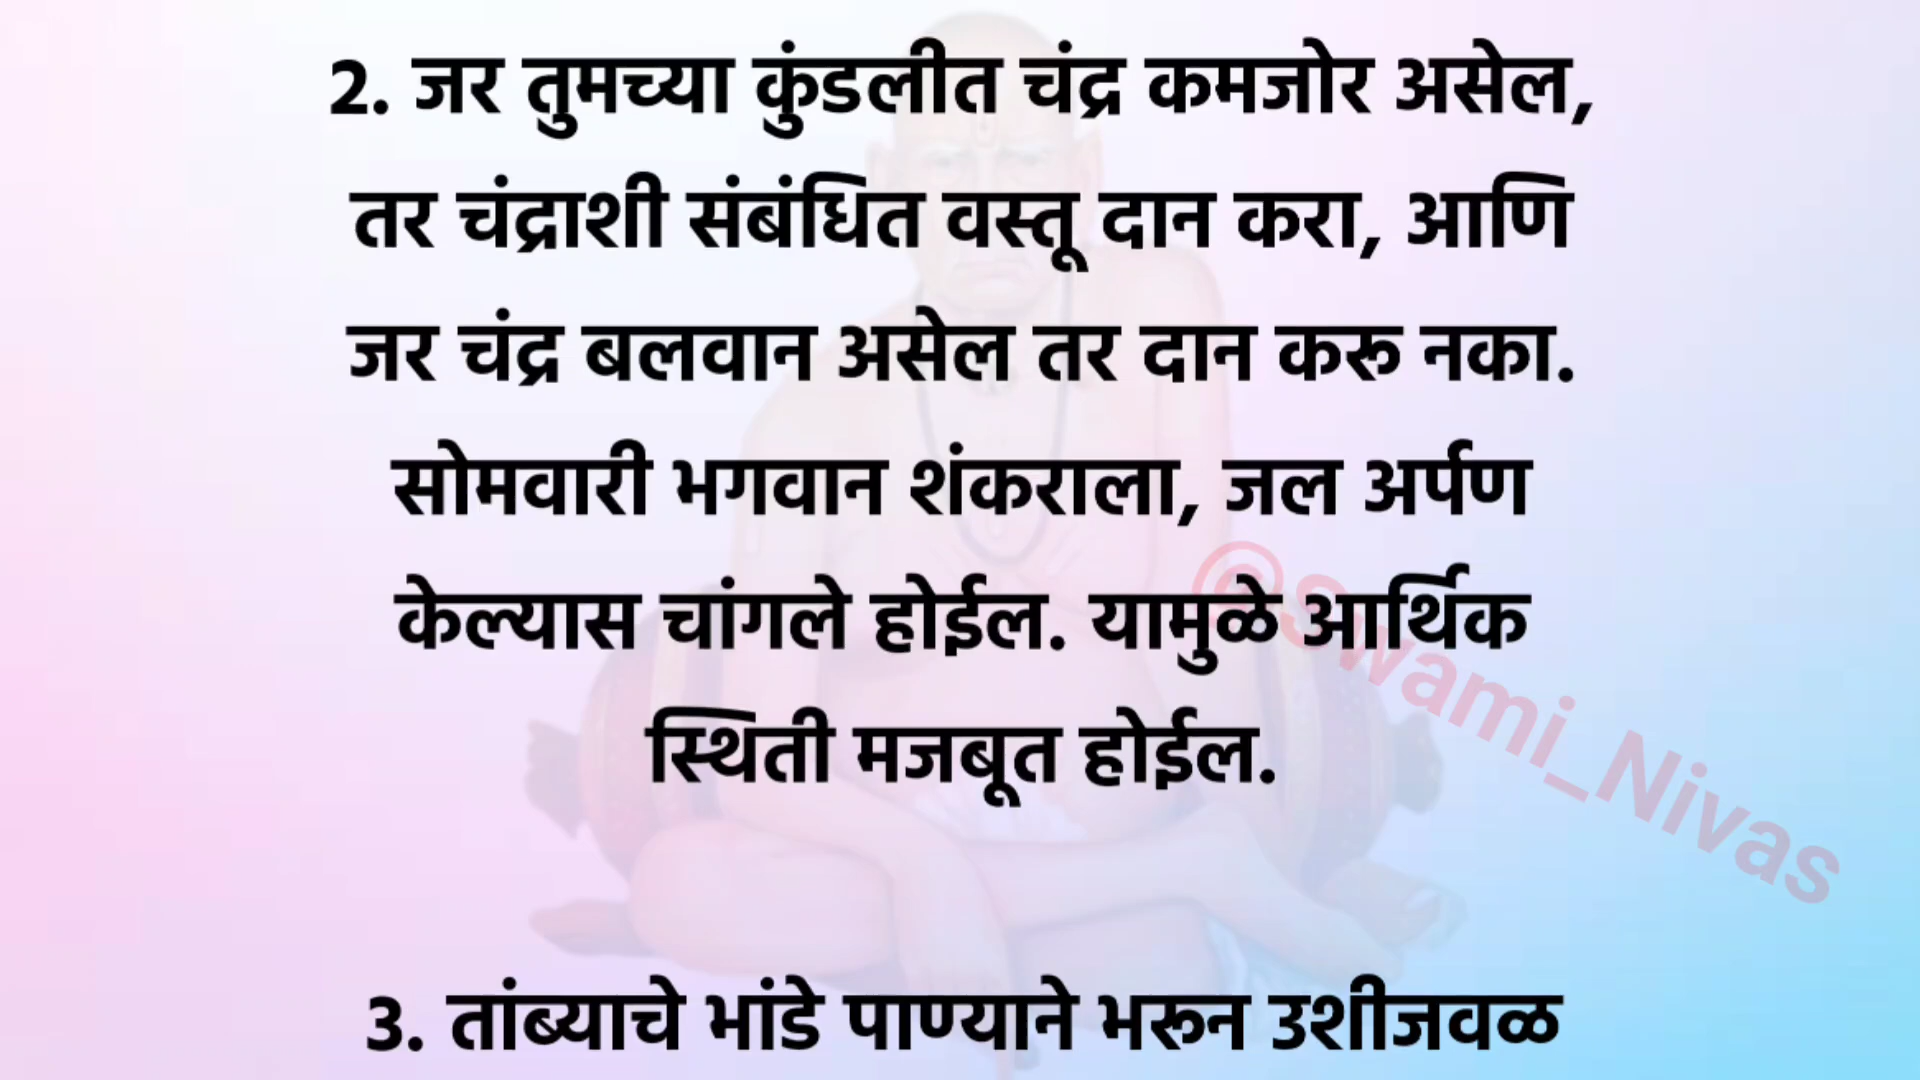 2. जर तुमच्या कुंडलीत चंद्र कमजोर असेल,
तर चंद्राशी संबंधित वस्तू दान करा, आणि
जर चंद्र बलवान असेल तर दान करू नका.
सोमवारी भगवान शंकराला, जल अर्पण
केल्यास चांगले होईल. यामुळे आर्थिक
स्थिती मजबूत होईल.
@Swami_Nivas
3. तांब्याचे भांडे पाण्याने भरून उशीजवळ